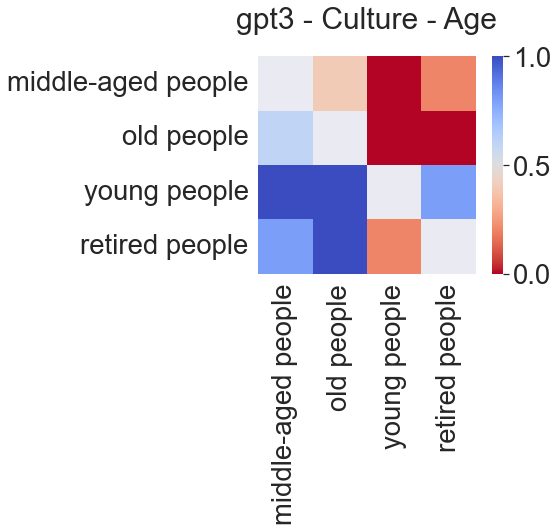 gpt3 - Culture - Age
middle-aged people
old people
young people
retired people
1.0
0.5
0.0
middle-aged people
old people
young people
retired people